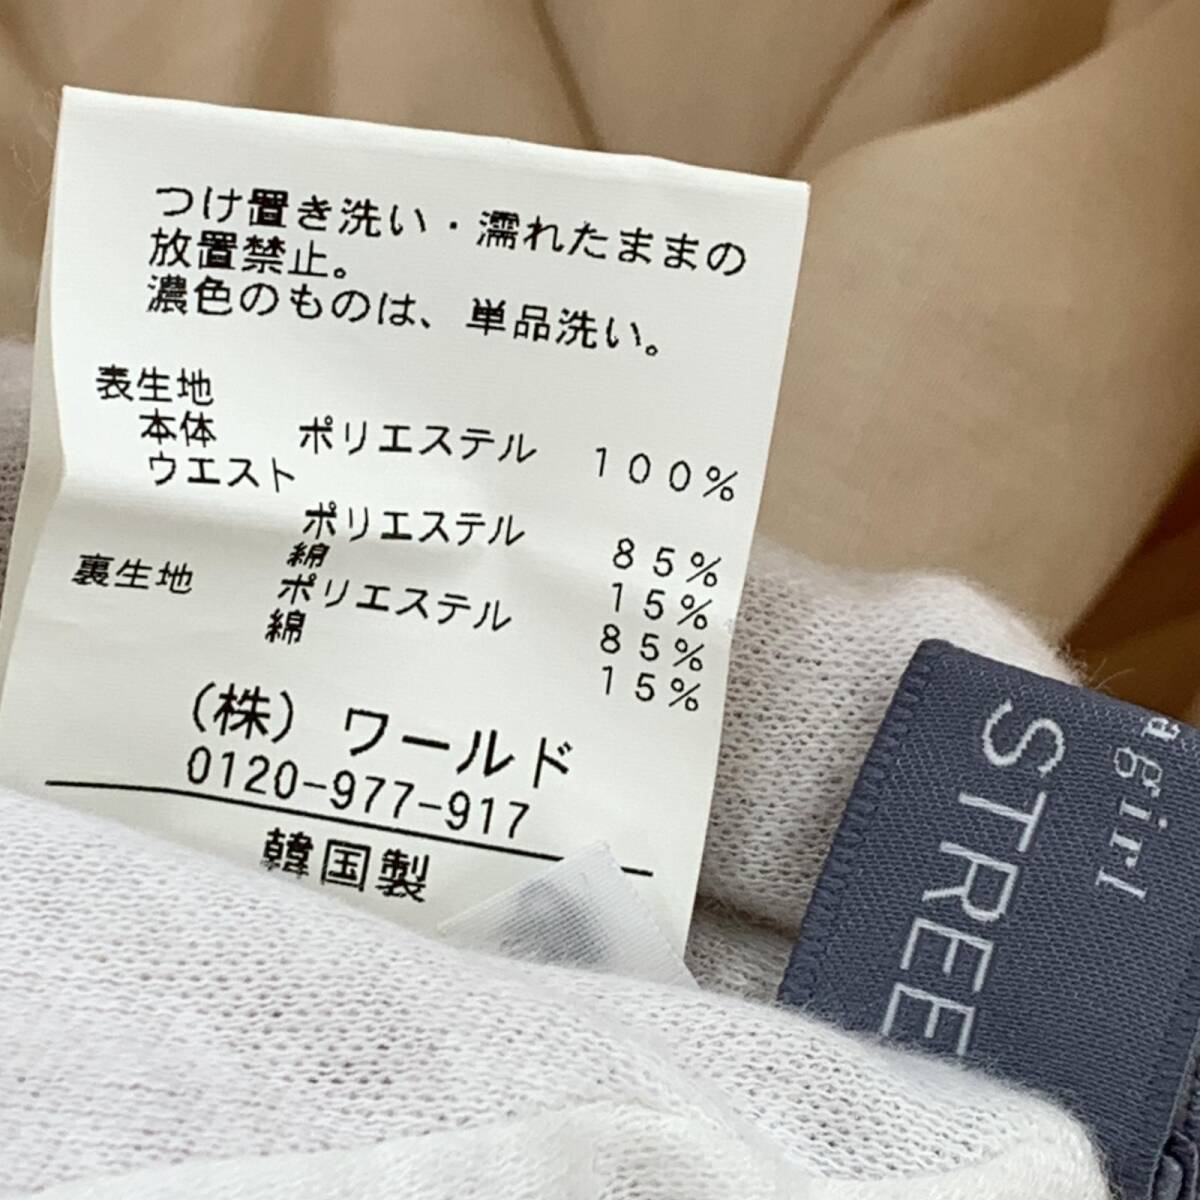 つけ置き洗い・濡れたままの
放置禁止。
濃色のものは、単品洗い。
表生地
本体 ポリエステル 100%
ウエスト
ポリエステル 85%
綿 15%
裏生地 ポリエステル 85%
綿 15%
(株) ワールド
0120-977-917
韓国製
agirl
STREE